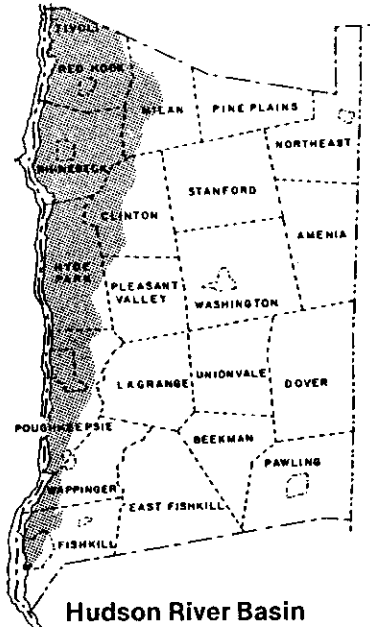 TIVOLI
RED HOOK
MILAN
PINE PLAINS
NORTHEAST
RHINEBECK
STANFORD
CLINTON
AMENIA
HYDE
PARK
PLEASANT
VALLEY
WASHINGTON
LAGRANGE
UNIONVALE
DOVER
POUGHKEEPSIE
BEEKMAN
PAWLING
WAPPINGER
EAST FISHKILL
FISHKILL
Hudson River Basin